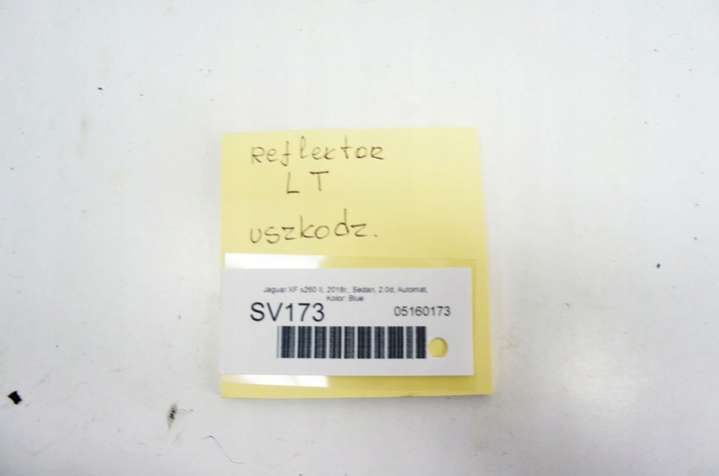 Reflektor
LT
uszkodz.
Jaguar XF x260 II, 2018r., Sedan, 2.0d, Automat,
Kolor: Blue
SV173 05160173